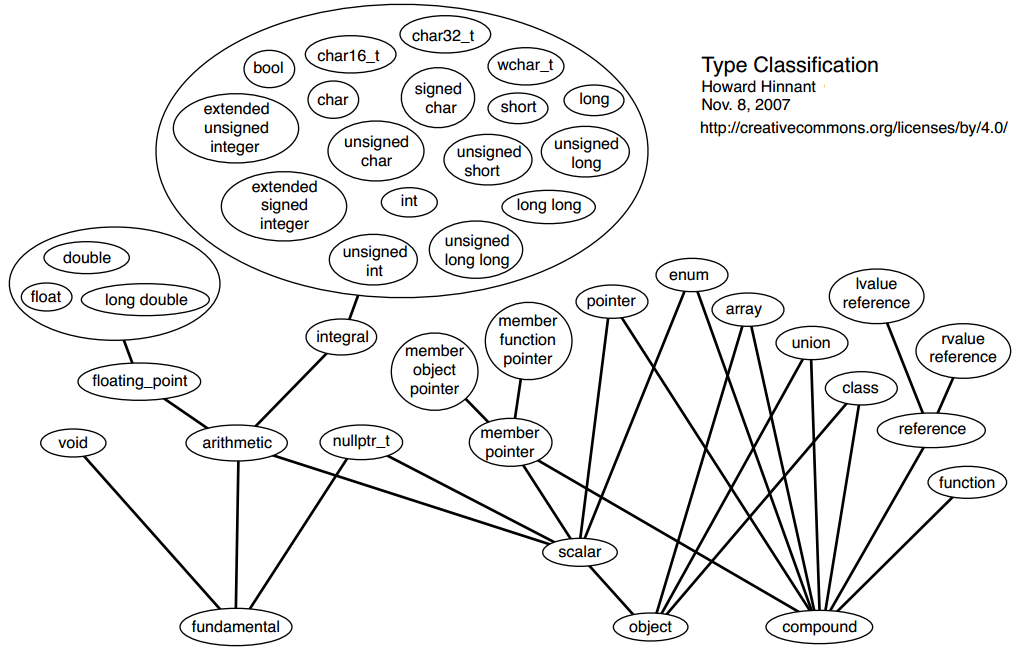 char32_t
char16_t
bool
wchar_t
signed
char
char
short
long
extended
unsigned
integer
unsigned
char
unsigned
short
unsigned
long
extended
signed
integer
int
long long
unsigned
int
unsigned
long long
Type Classification
Howard Hinnant
Nov. 8, 2007
http://creativecommons.org/licenses/by/4.0/
double
float
long double
integral
floating_point
member
object
pointer
member
function
pointer
pointer
enum
array
union
class
lvalue
reference
rvalue
reference
void
arithmetic
nullptr_t
member
pointer
reference
function
scalar
fundamental
object
compound